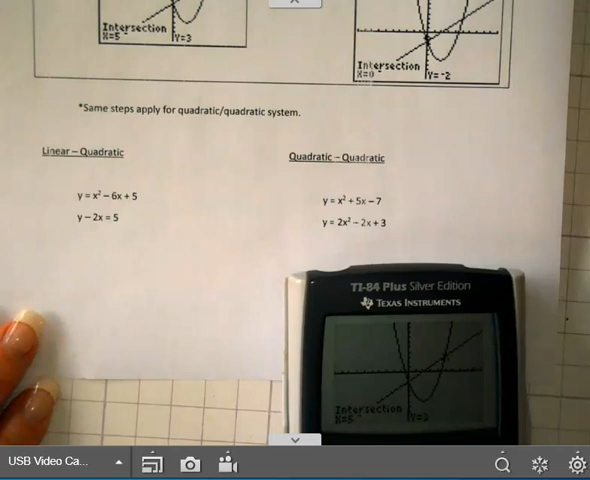 Intersection
X=5 Y=3
Intersection
X=0 Y=-2
*Same steps apply for quadratic/quadratic system.
Linear – Quadratic
Quadratic – Quadratic
y = x² – 6x + 5
y – 2x = 5
y = x² + 5x – 7
y = 2x² – 2x + 3
TI-84 Plus Silver Edition
TEXAS INSTRUMENTS
Intersection
X=5 Y=3
USB Video Ca...